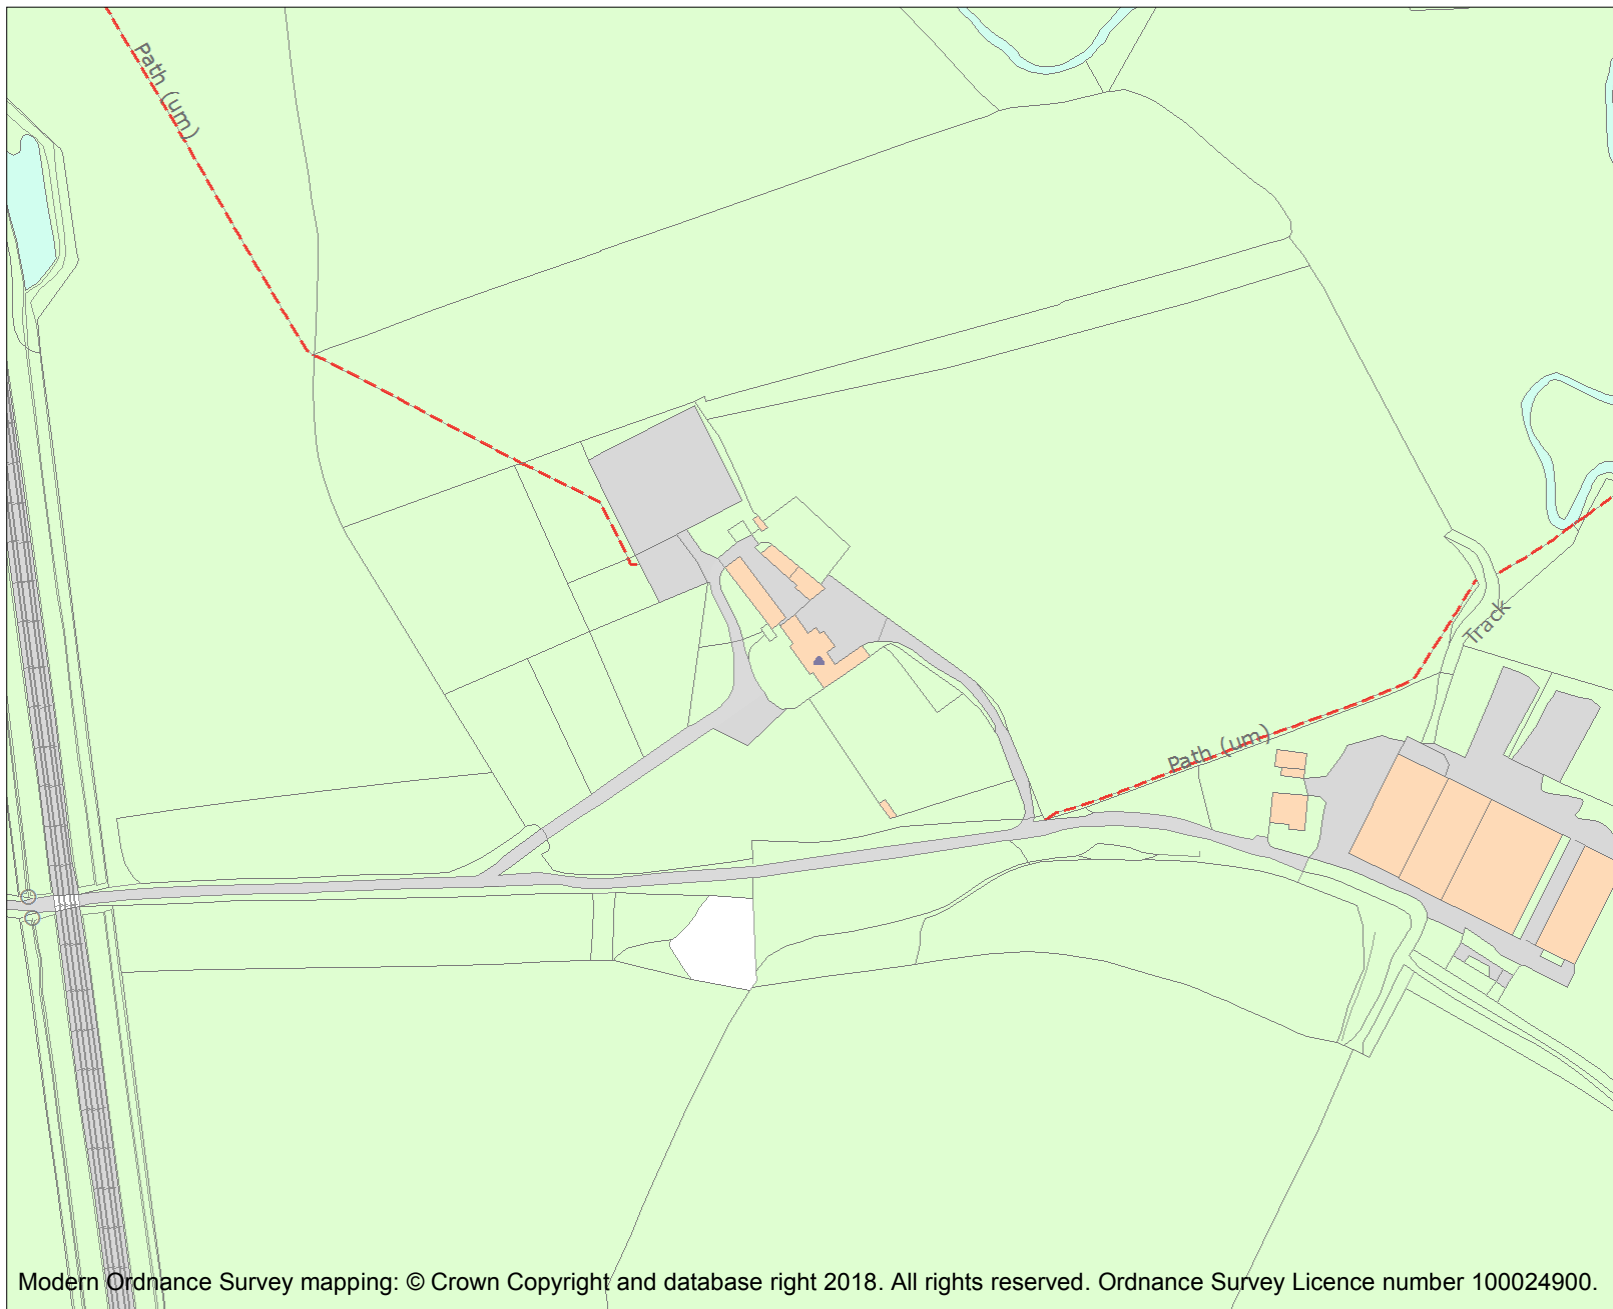 Path (um)
Track
Path (um)
Modern Ordnance Survey mapping: © Crown Copyright and database right 2018. All rights reserved. Ordnance Survey Licence number 100024900.